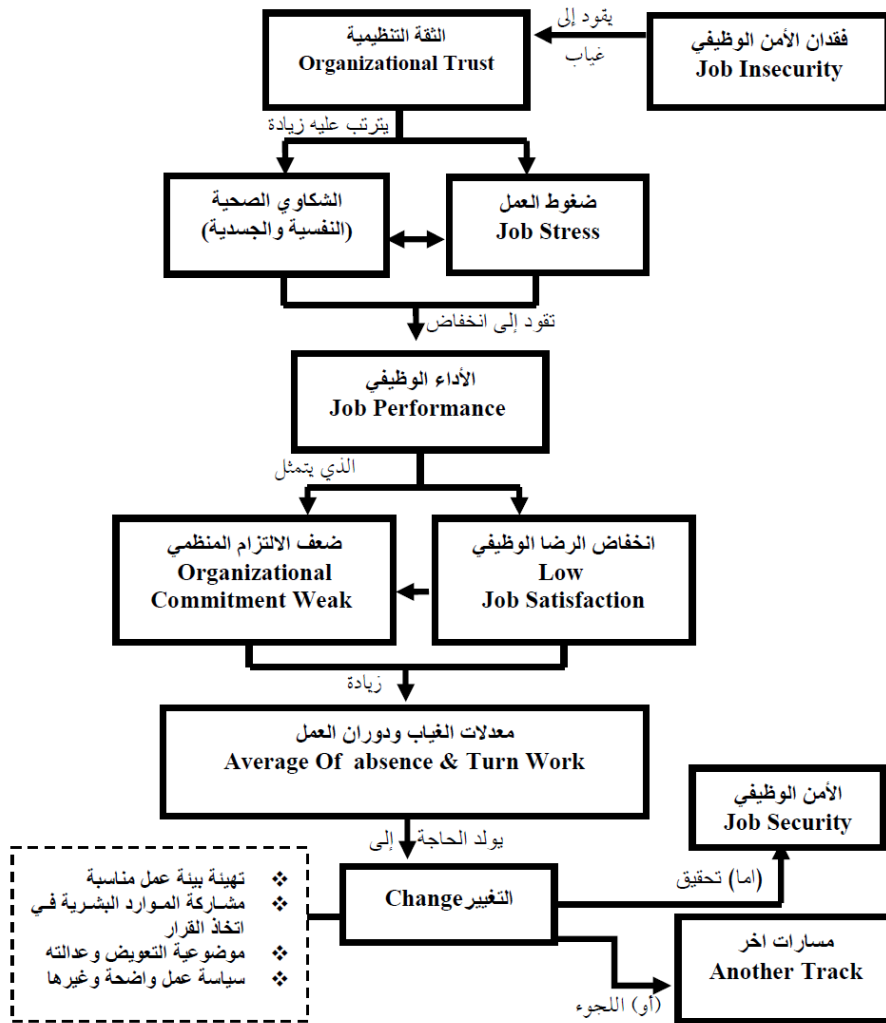 فقدان الأمن الوظيفي
Job Insecurity
يقود إلى
غياب
الثقة التنظيمية
Organizational Trust
يترتب عليه زيادة
ضغوط العمل
Job Stress
الشكاوي الصحية
(النفسية والجسدية)
تقود إلى انخفاض
الأداء الوظيفي
Job Performance
الذي يتمثل
انخفاض الرضا الوظيفي
Low
Job Satisfaction
ضعف الالتزام المنظمي
Organizational
Commitment Weak
زيادة
معدلات الغياب ودوران العمل
Average Of absence & Turn Work
يولد الحاجة إلى
التغيير Change
(اما) تحقيق
الأمن الوظيفي
Job Security
(أو) اللجوء
مسارات اخر
Another Track
❖ تهيئة بيئة عمل مناسبة
❖ مشاركة الموارد البشرية في
اتخاذ القرار
❖ موضوعية التعويض وعدالته
❖ سياسة عمل واضحة وغيرها